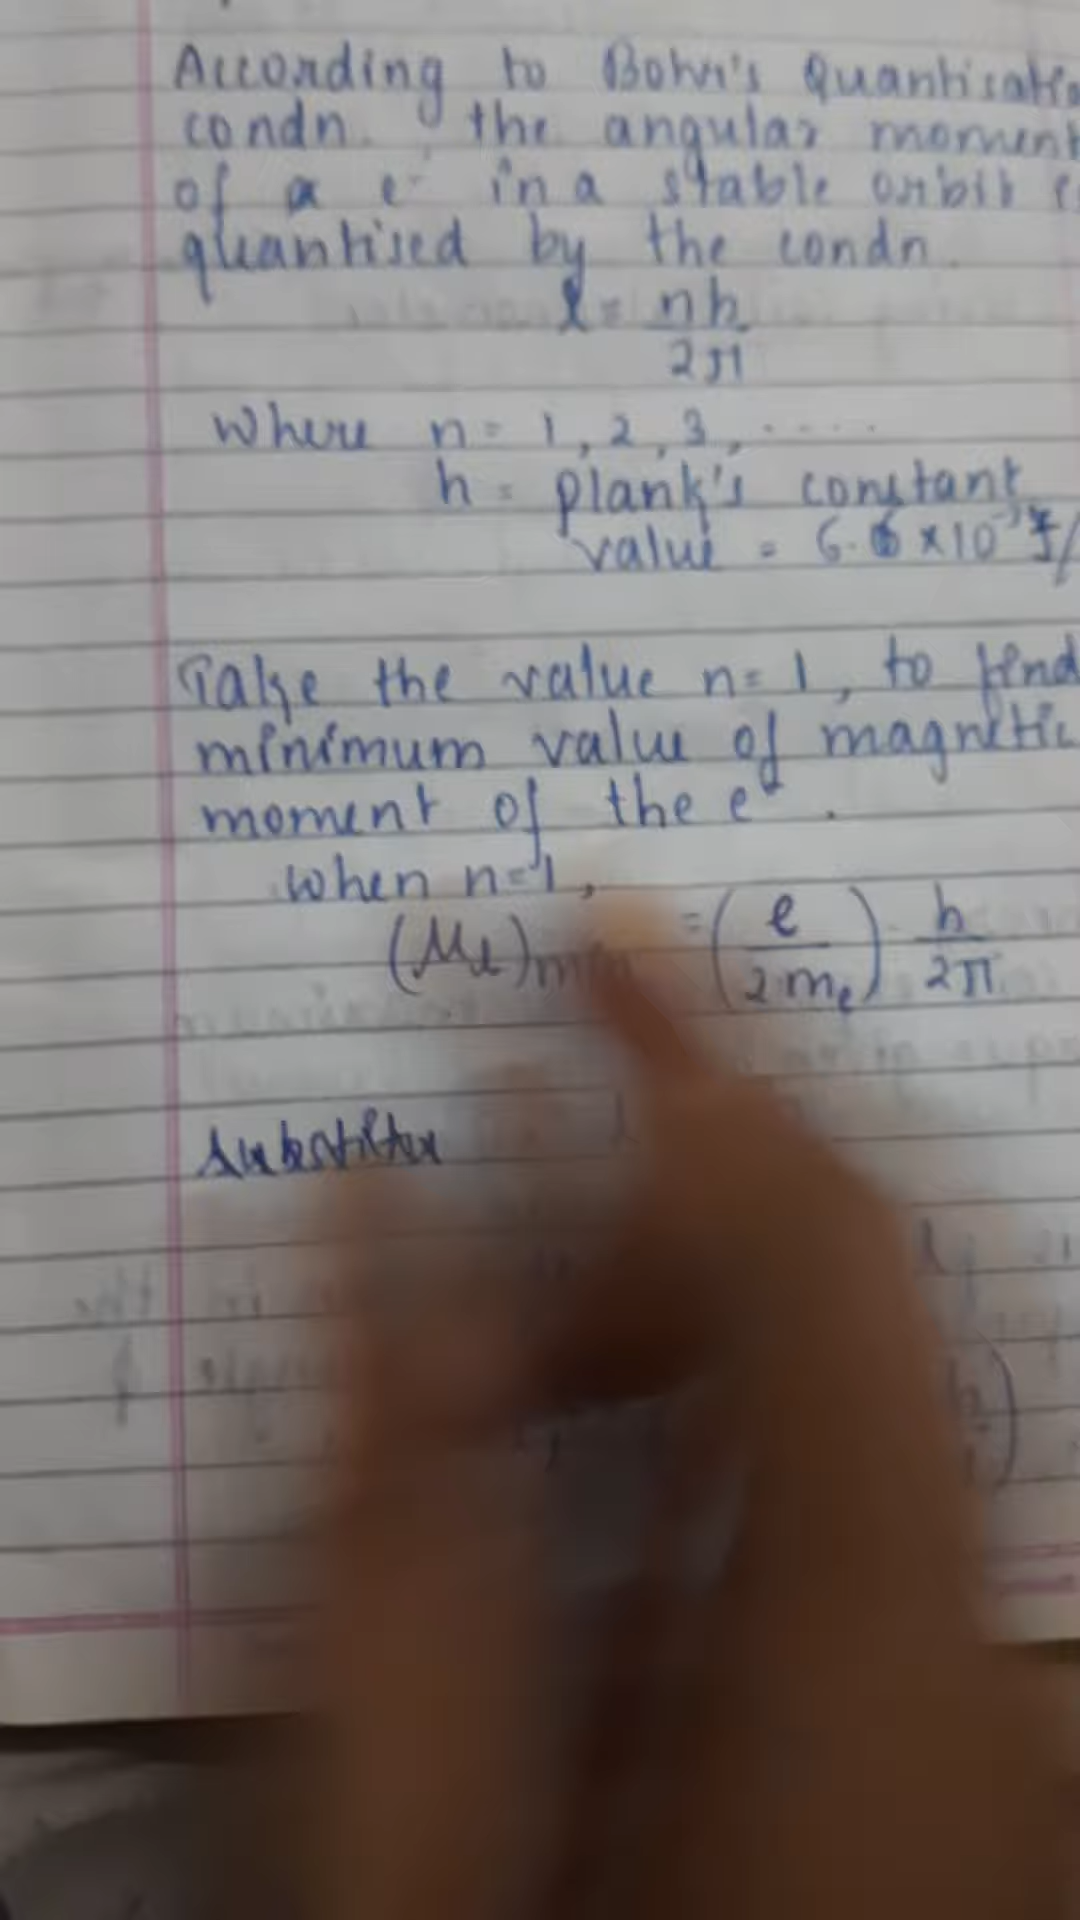 According to Bohr's Quantisatio
condn. the angular moment
of a e⁻ in a stable orbit is
quantised by the condn.
l = nh
2π
where n = 1, 2, 3, ....
h = plank's constant
value = 6.6 × 10
Take the value n = 1, to find
minimum value of magnetic
moment of the e⁻.
when n=1,
(μl)min = (e / 2me) h / 2π